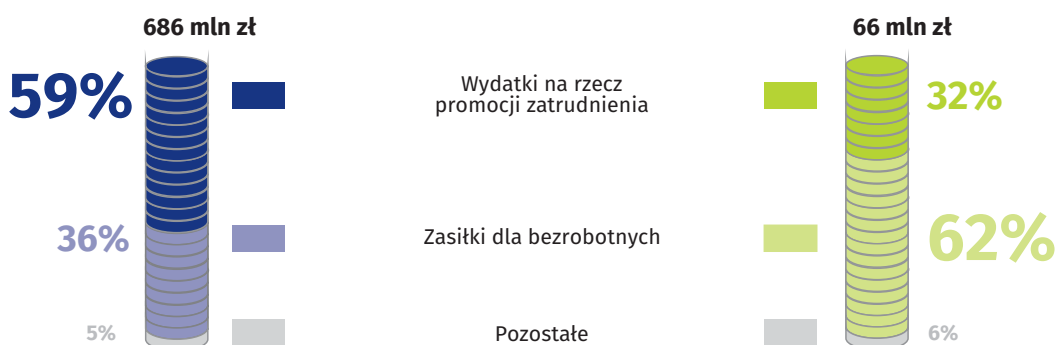 686 mln zł
66 mln zł
59%
Wydatki na rzecz
promocji zatrudnienia
32%
36%
Zasiłki dla bezrobotnych
62%
5%
Pozostałe
6%